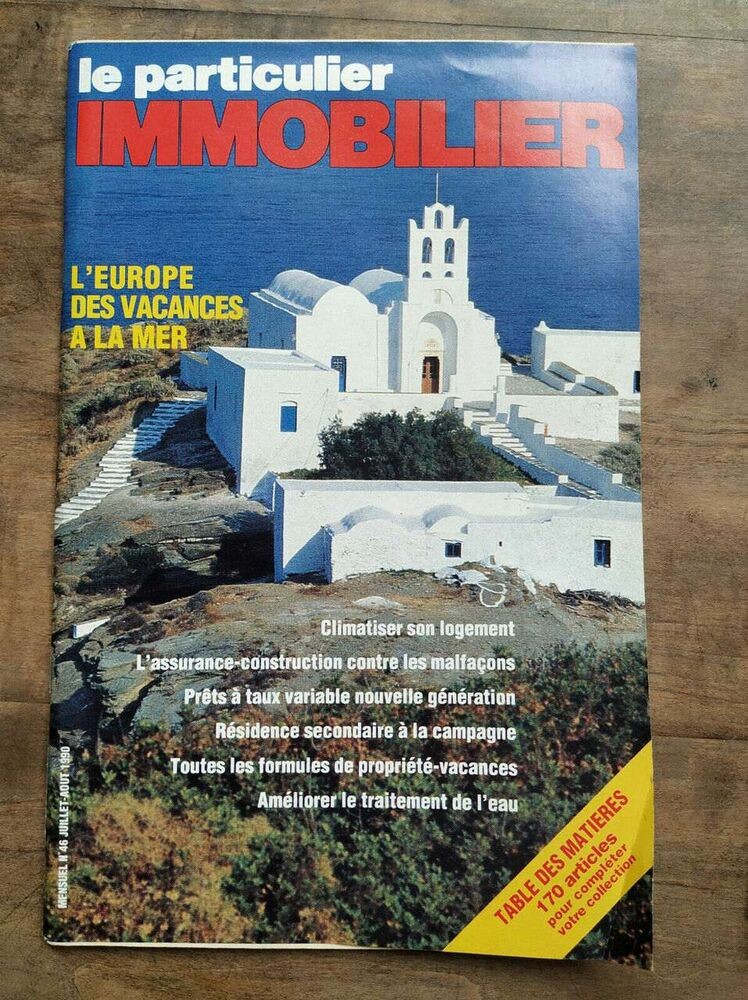 le particulier
IMMOBILIER
L'EUROPE
DES VACANCES
A LA MER
Climatiser son logement
L'assurance-construction contre les malfaçons
Prêts à taux variable nouvelle génération
Résidence secondaire à la campagne
Toutes les formules de propriété-vacances
Améliorer le traitement de l'eau
MENSUEL N° 46 JUILLET-AOUT 1990
TABLE DES MATIERES
170 articles
pour compléter
votre collection